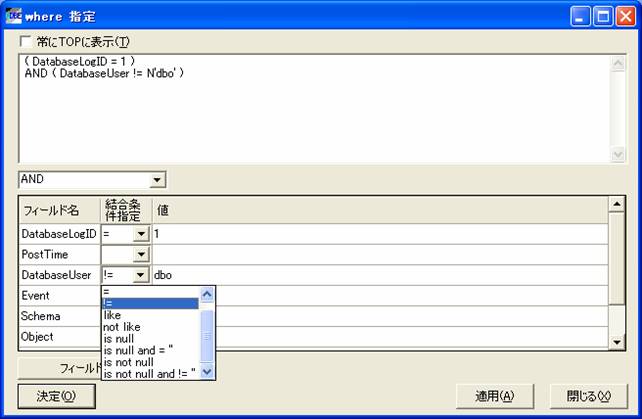 where 指定
常にTOPに表示(T)
( DatabaseLogID = 1 )
AND ( DatabaseUser != N'dbo' )
AND
フィールド名 結合条件指定 値
DatabaseLogID = 1
PostTime
DatabaseUser != dbo
Event
Schema
Object
=
!=
like
not like
is null
is null and = ''
is not null
is not null and != ''
フィールド
決定(O) 適用(A) 閉じる(X)